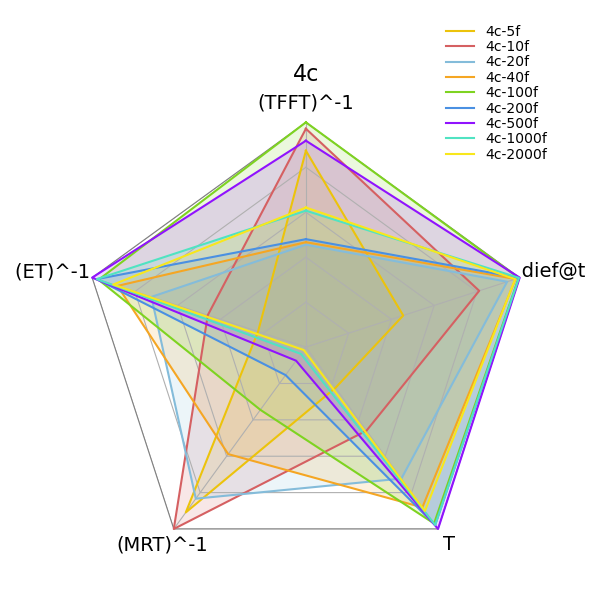 4c
(TFFT)^-1
4c-5f
4c-10f
4c-20f
4c-40f
4c-100f
4c-200f
4c-500f
4c-1000f
4c-2000f
(ET)^-1
dief@t
(MRT)^-1
T